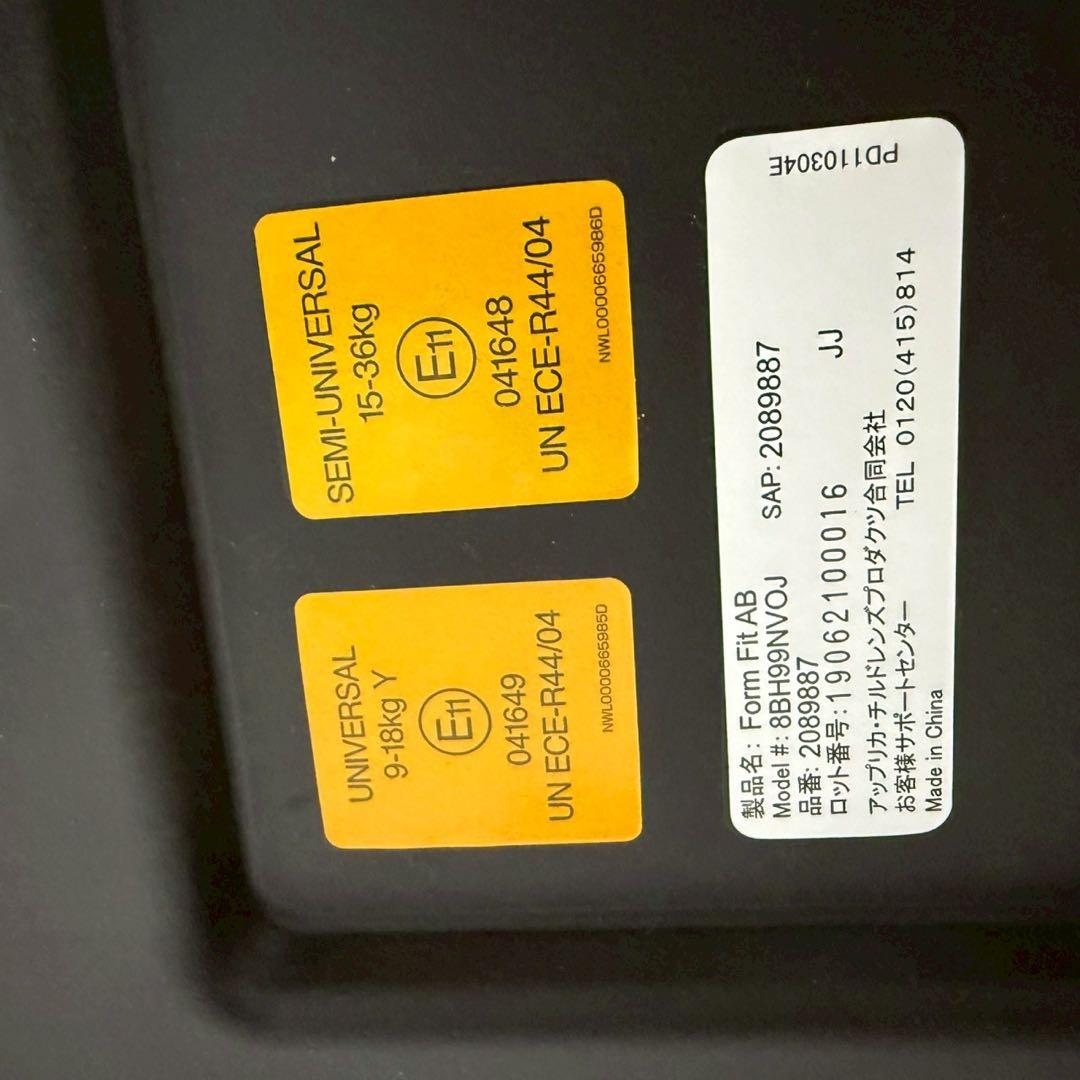 SEMI-UNIVERSAL
15-36kg
E11
041648
UN ECE-R44/04
NWL0000665986D
UNIVERSAL
9-18kg Y
E11
041649
UN ECE-R44/04
NWL0000665985D
PD110304E
製品名: Form Fit AB
Model #: 8BH99NVOJ SAP: 2089887
品番: 2089887
ロット番号:19062100016 JJ
アップリカ・チルドレンズプロダクツ合同会社
お客様サポートセンター TEL 0120(415)814
Made in China